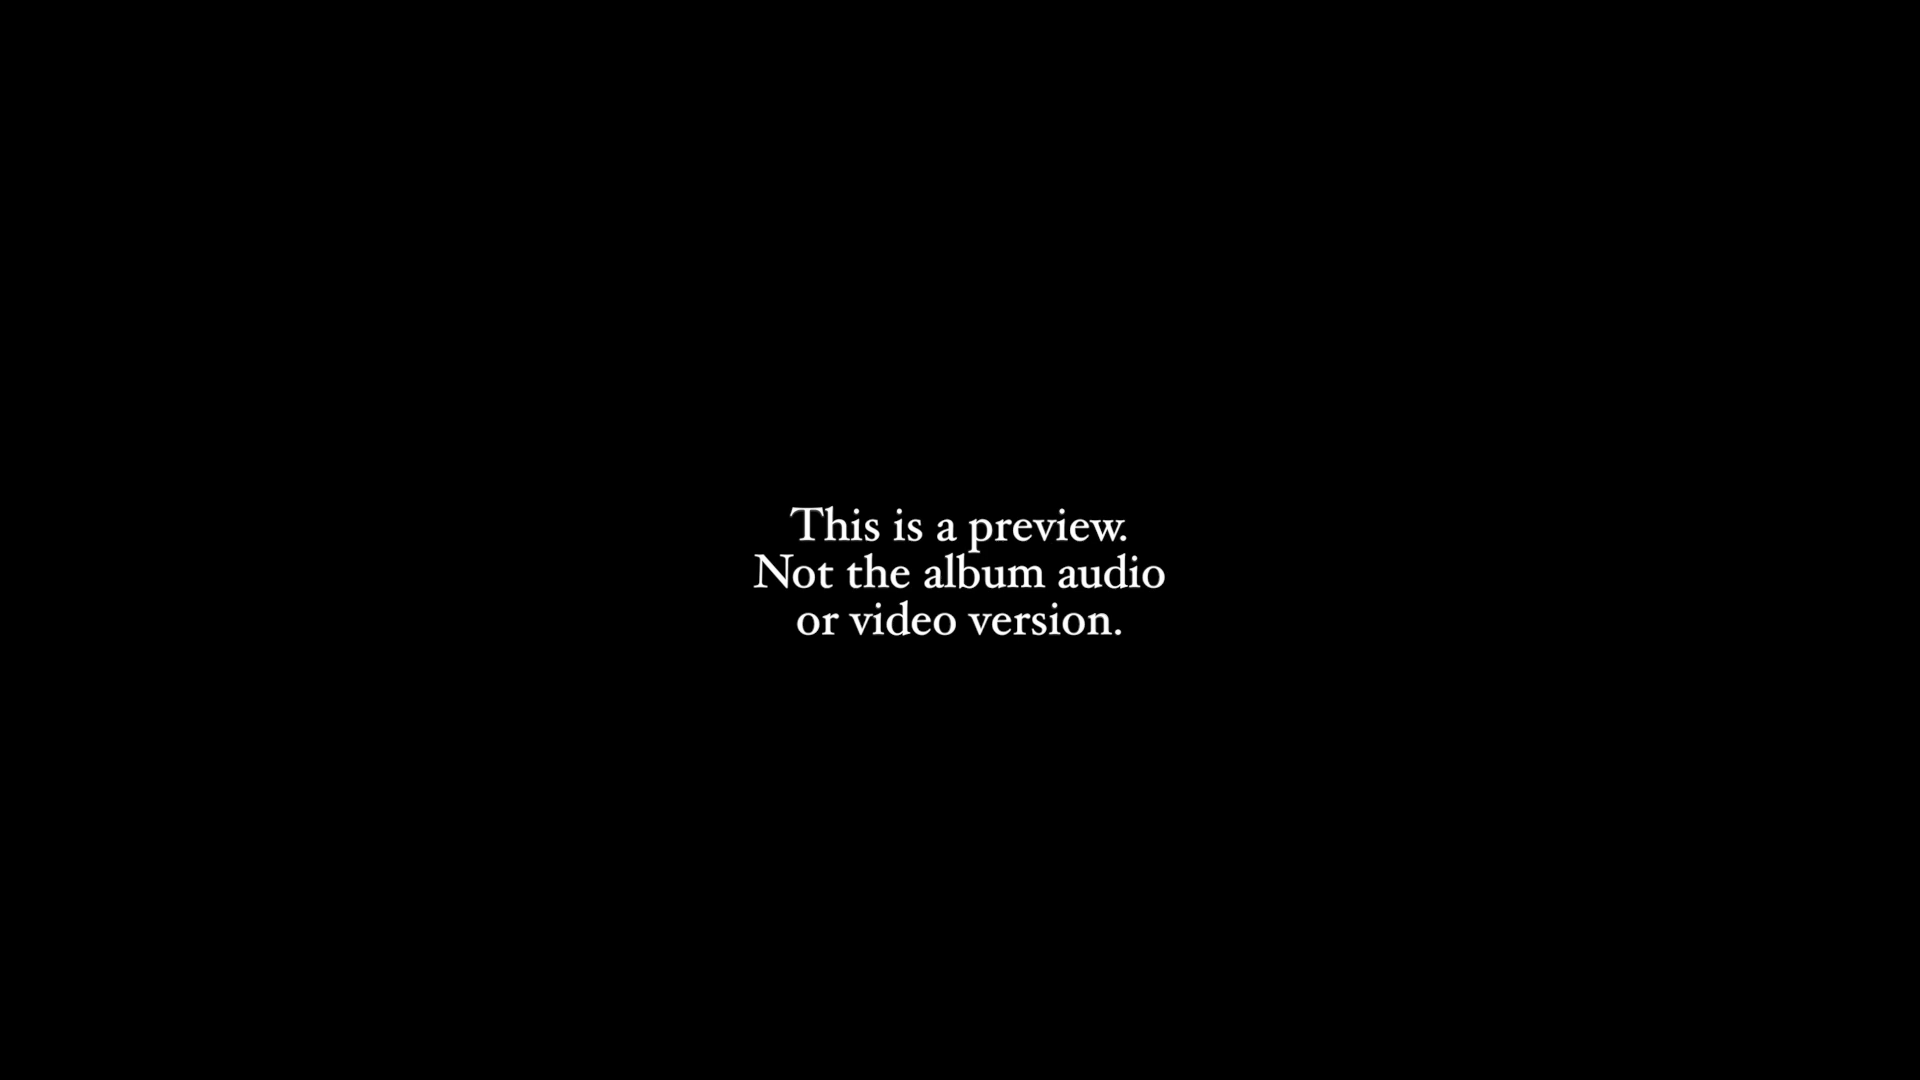 This is a preview.
Not the album audio
or video version.